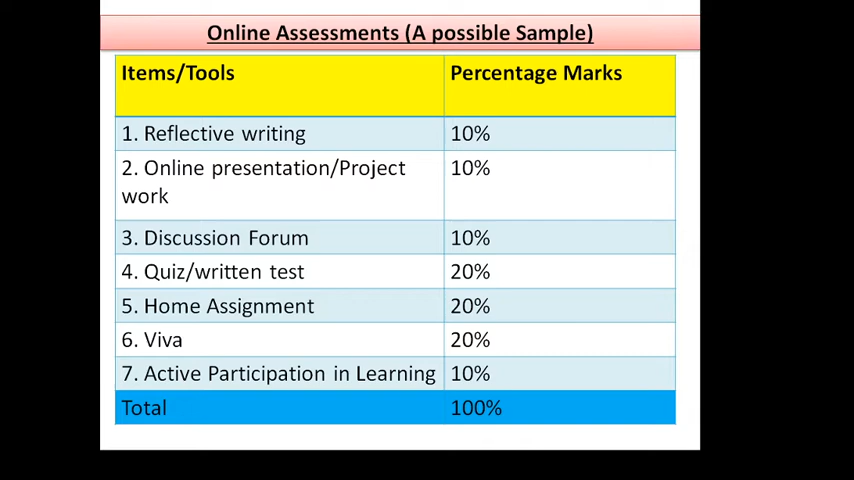 Online Assessments (A possible Sample)
Items/Tools Percentage Marks
1. Reflective writing 10%
2. Online presentation/Project 10%
work
3. Discussion Forum 10%
4. Quiz/written test 20%
5. Home Assignment 20%
6. Viva 20%
7. Active Participation in Learning 10%
Total 100%